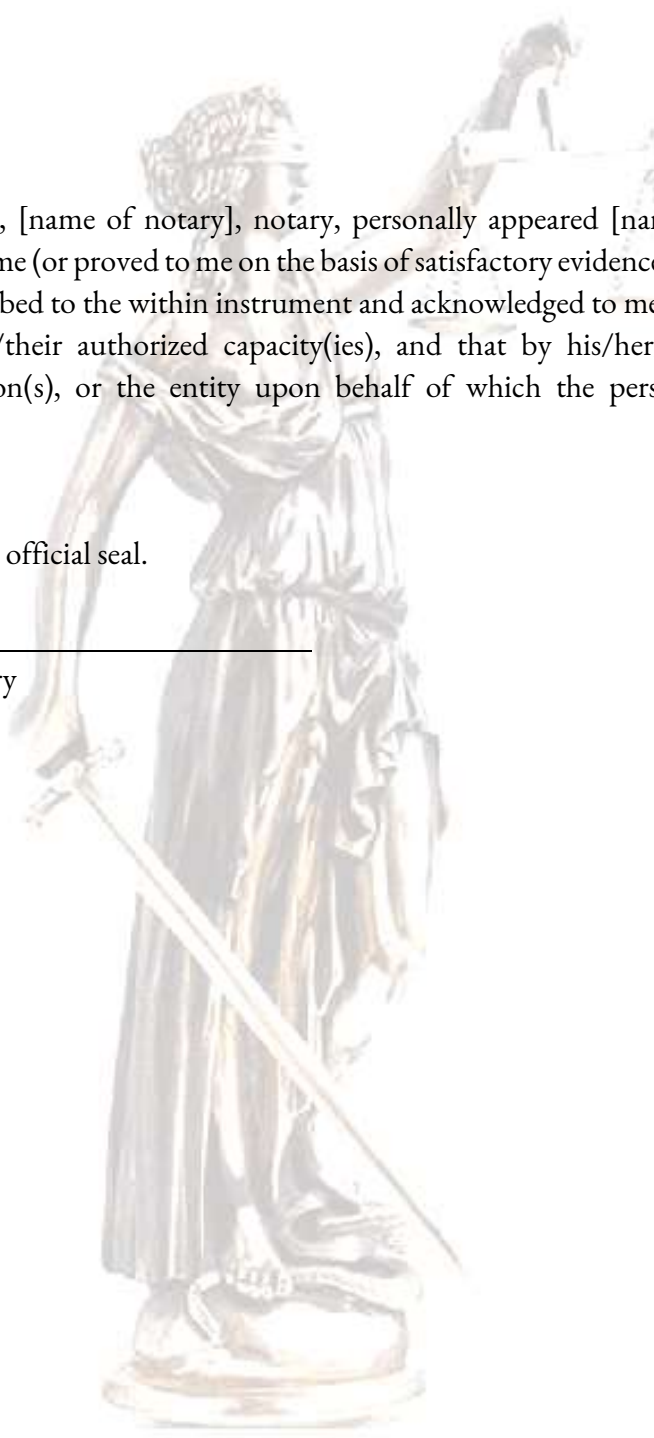 , [name of notary], notary, personally appeared [nar
me (or proved to me on the basis of satisfactory evidence
bed to the within instrument and acknowledged to me
/their authorized capacity(ies), and that by his/her
on(s), or the entity upon behalf of which the pers
official seal.
ry